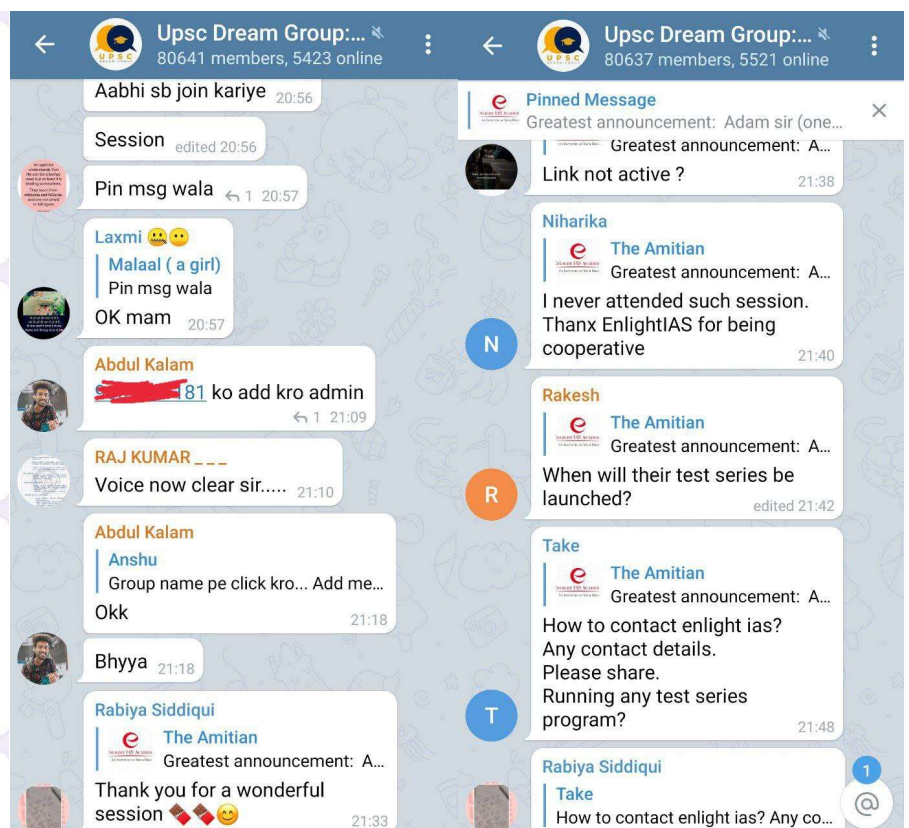 Upsc Dream Group:...
80641 members, 5423 online
UPSC
Aabhi sb join kariye 20:56
Session edited 20:56
Pin msg wala 1 20:57
Laxmi 🤐😶
Malaal ( a girl)
Pin msg wala
OK mam 20:57
Abdul Kalam
81 ko add kro admin
1 21:09
RAJ KUMAR _ _ _
Voice now clear sir..... 21:10
Abdul Kalam
Anshu
Group name pe click kro... Add me...
Okk 21:18
Bhyya 21:18
Rabiya Siddiqui
The Amitian
Greatest announcement: A...
Thank you for a wonderful
session 🍫🍫😊 21:33
Upsc Dream Group:...
80637 members, 5521 online
UPSC
Pinned Message
Greatest announcement: Adam sir (one...
Greatest announcement: A...
Link not active ? 21:38
Niharika
The Amitian
Greatest announcement: A...
I never attended such session.
Thanx EnlightIAS for being
cooperative 21:40
N
Rakesh
The Amitian
Greatest announcement: A...
When will their test series be
launched? edited 21:42
R
Take
The Amitian
Greatest announcement: A...
How to contact enlight ias?
Any contact details.
Please share.
Running any test series
program? 21:48
T
Rabiya Siddiqui
Take
How to contact enlight ias? Any co...
1
@